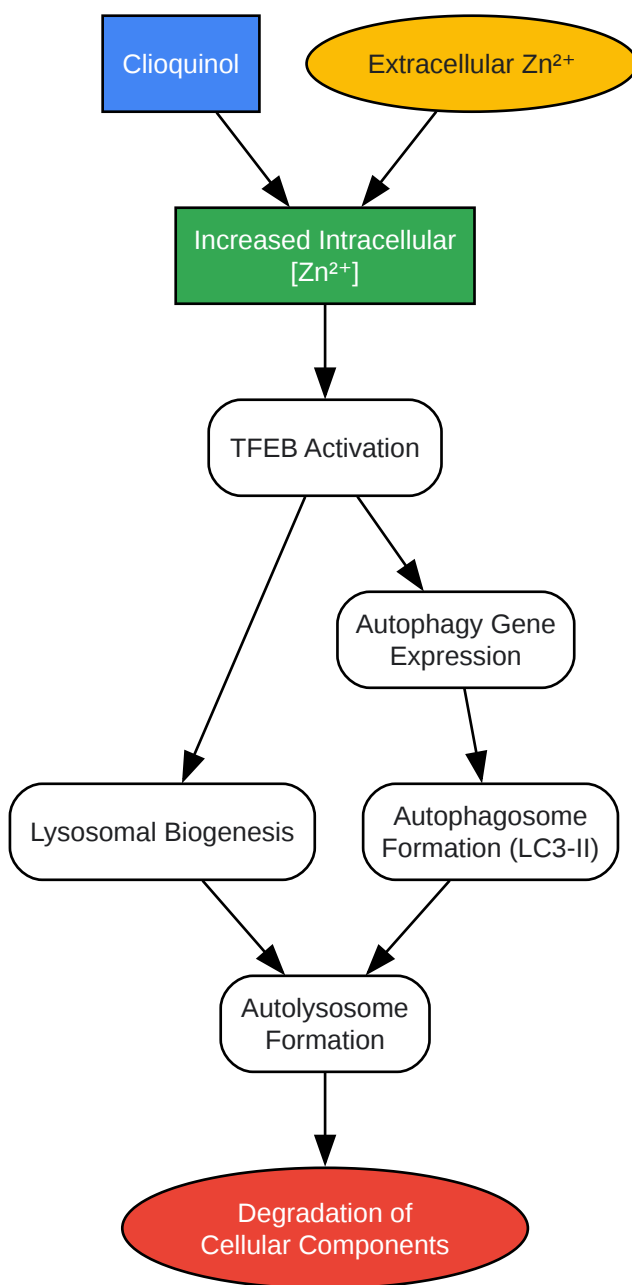 Clioquinol
Extracellular Zn²⁺
Increased Intracellular
[Zn²⁺]
TFEB Activation
Autophagy Gene
Expression
Lysosomal Biogenesis
Autophagosome
Formation (LC3-II)
Autolysosome
Formation
Degradation of
Cellular Components